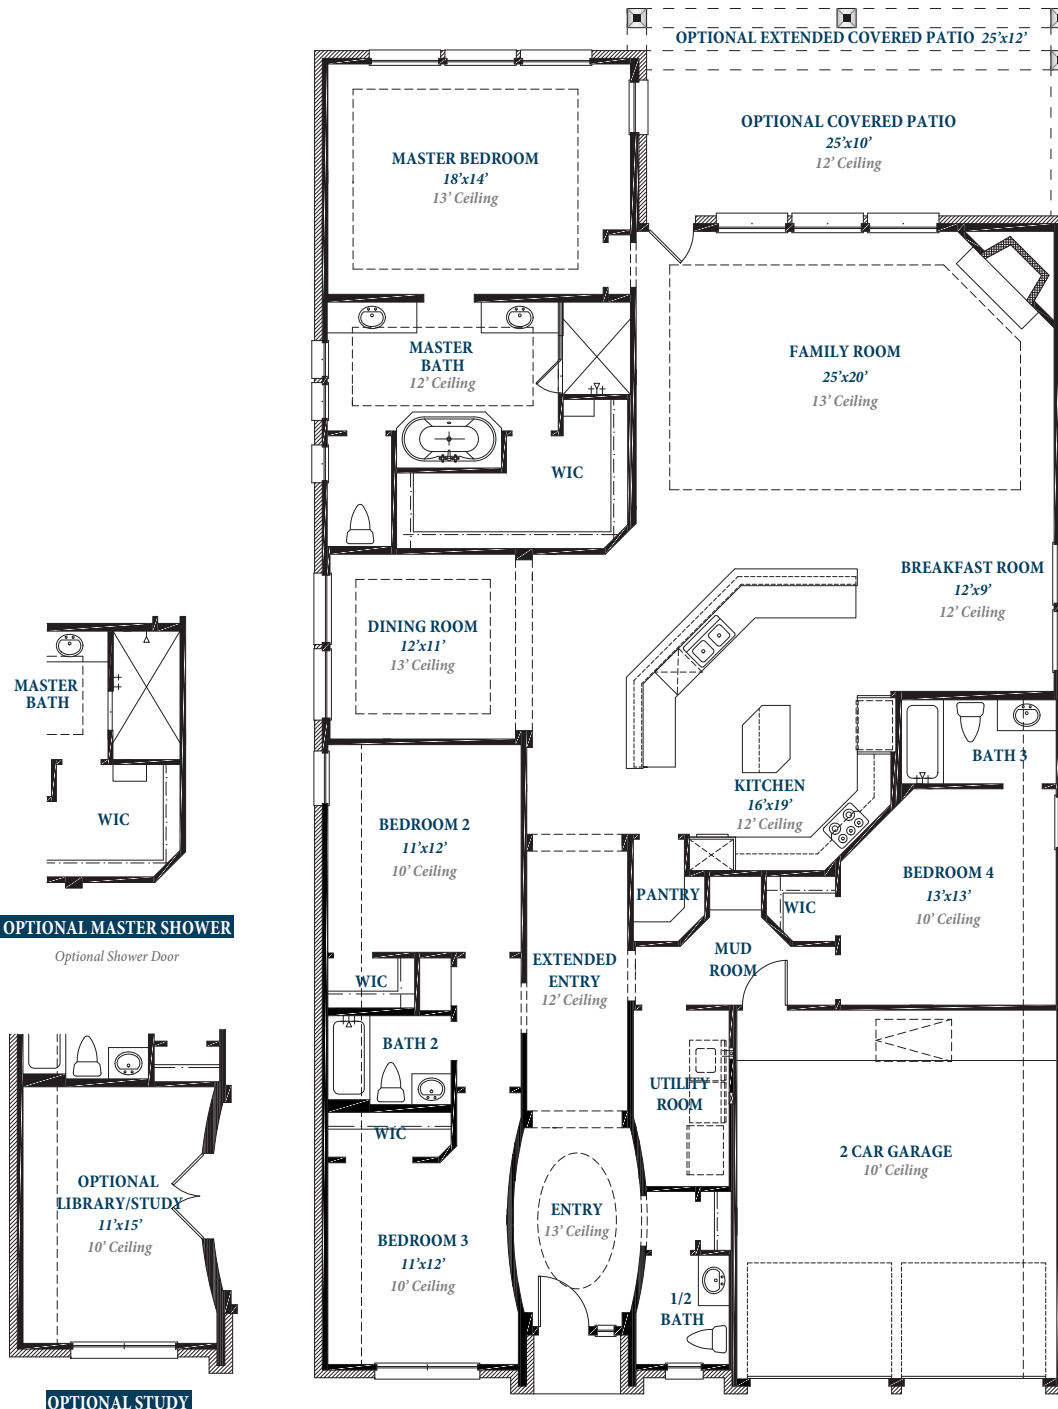 OPTIONAL EXTENDED COVERED PATIO 25'x12'
OPTIONAL COVERED PATIO
25'x10'
12' Ceiling
MASTER BEDROOM
18'x14'
13' Ceiling
MASTER
BATH
12' Ceiling
FAMILY ROOM
25'x20'
13' Ceiling
WIC
BREAKFAST ROOM
12'x9'
12' Ceiling
DINING ROOM
12'x11'
13' Ceiling
MASTER
BATH
WIC
OPTIONAL MASTER SHOWER
Optional Shower Door
BATH 3
KITCHEN
16'x19'
12' Ceiling
BEDROOM 2
11'x12'
10' Ceiling
BEDROOM 4
13'x13'
10' Ceiling
PANTRY
WIC
MUD
ROOM
EXTENDED
ENTRY
12' Ceiling
WIC
BATH 2
UTILITY
ROOM
WIC
2 CAR GARAGE
10' Ceiling
OPTIONAL
LIBRARY/STUDY
11'x15'
10' Ceiling
ENTRY
13' Ceiling
BEDROOM 3
11'x12'
10' Ceiling
1/2
BATH
OPTIONAL STUDY